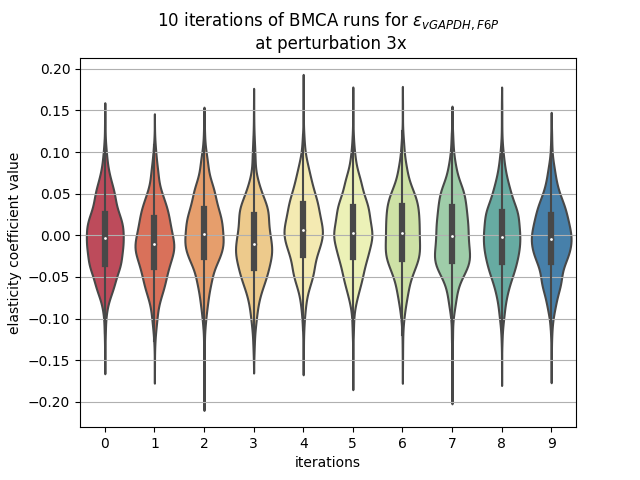 10 iterations of BMCA runs for ε_{vGAPDH, F6P}
at perturbation 3x
elasticity coefficient value
0.20
0.15
0.10
0.05
0.00
−0.05
−0.10
−0.15
−0.20
0 1 2 3 4 5 6 7 8 9
iterations